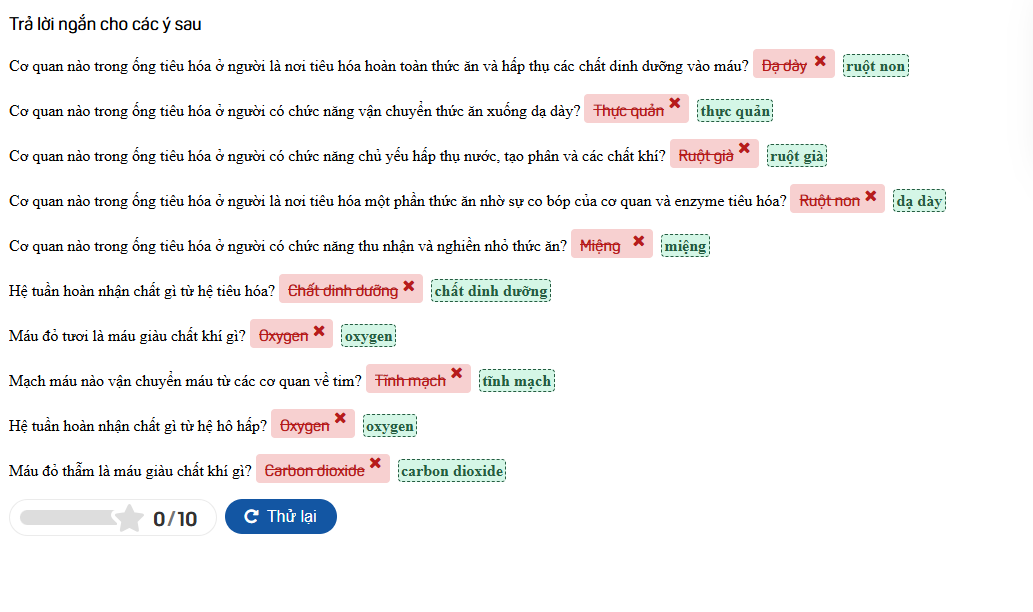 Trả lời ngắn cho các ý sau
Cơ quan nào trong ống tiêu hóa ở người là nơi tiêu hóa hoàn toàn thức ăn và hấp thụ các chất dinh dưỡng vào máu? Dạ dày ruột non
Cơ quan nào trong ống tiêu hóa ở người có chức năng vận chuyển thức ăn xuống dạ dày? Thực quản thực quản
Cơ quan nào trong ống tiêu hóa ở người có chức năng chủ yếu hấp thụ nước, tạo phân và các chất khí? Ruột già ruột già
Cơ quan nào trong ống tiêu hóa ở người là nơi tiêu hóa một phần thức ăn nhờ sự co bóp của cơ quan và enzyme tiêu hóa? Ruột non dạ dày
Cơ quan nào trong ống tiêu hóa ở người có chức năng thu nhận và nghiền nhỏ thức ăn? Miệng miệng
Hệ tuần hoàn nhận chất gì từ hệ tiêu hóa? Chất dinh dưỡng chất dinh dưỡng
Máu đỏ tươi là máu giàu chất khí gì? Oxygen oxygen
Mạch máu nào vận chuyển máu từ các cơ quan về tim? Tĩnh mạch tĩnh mạch
Hệ tuần hoàn nhận chất gì từ hệ hô hấp? Oxygen oxygen
Máu đỏ thẫm là máu giàu chất khí gì? Carbon dioxide carbon dioxide
0/10 Thử lại